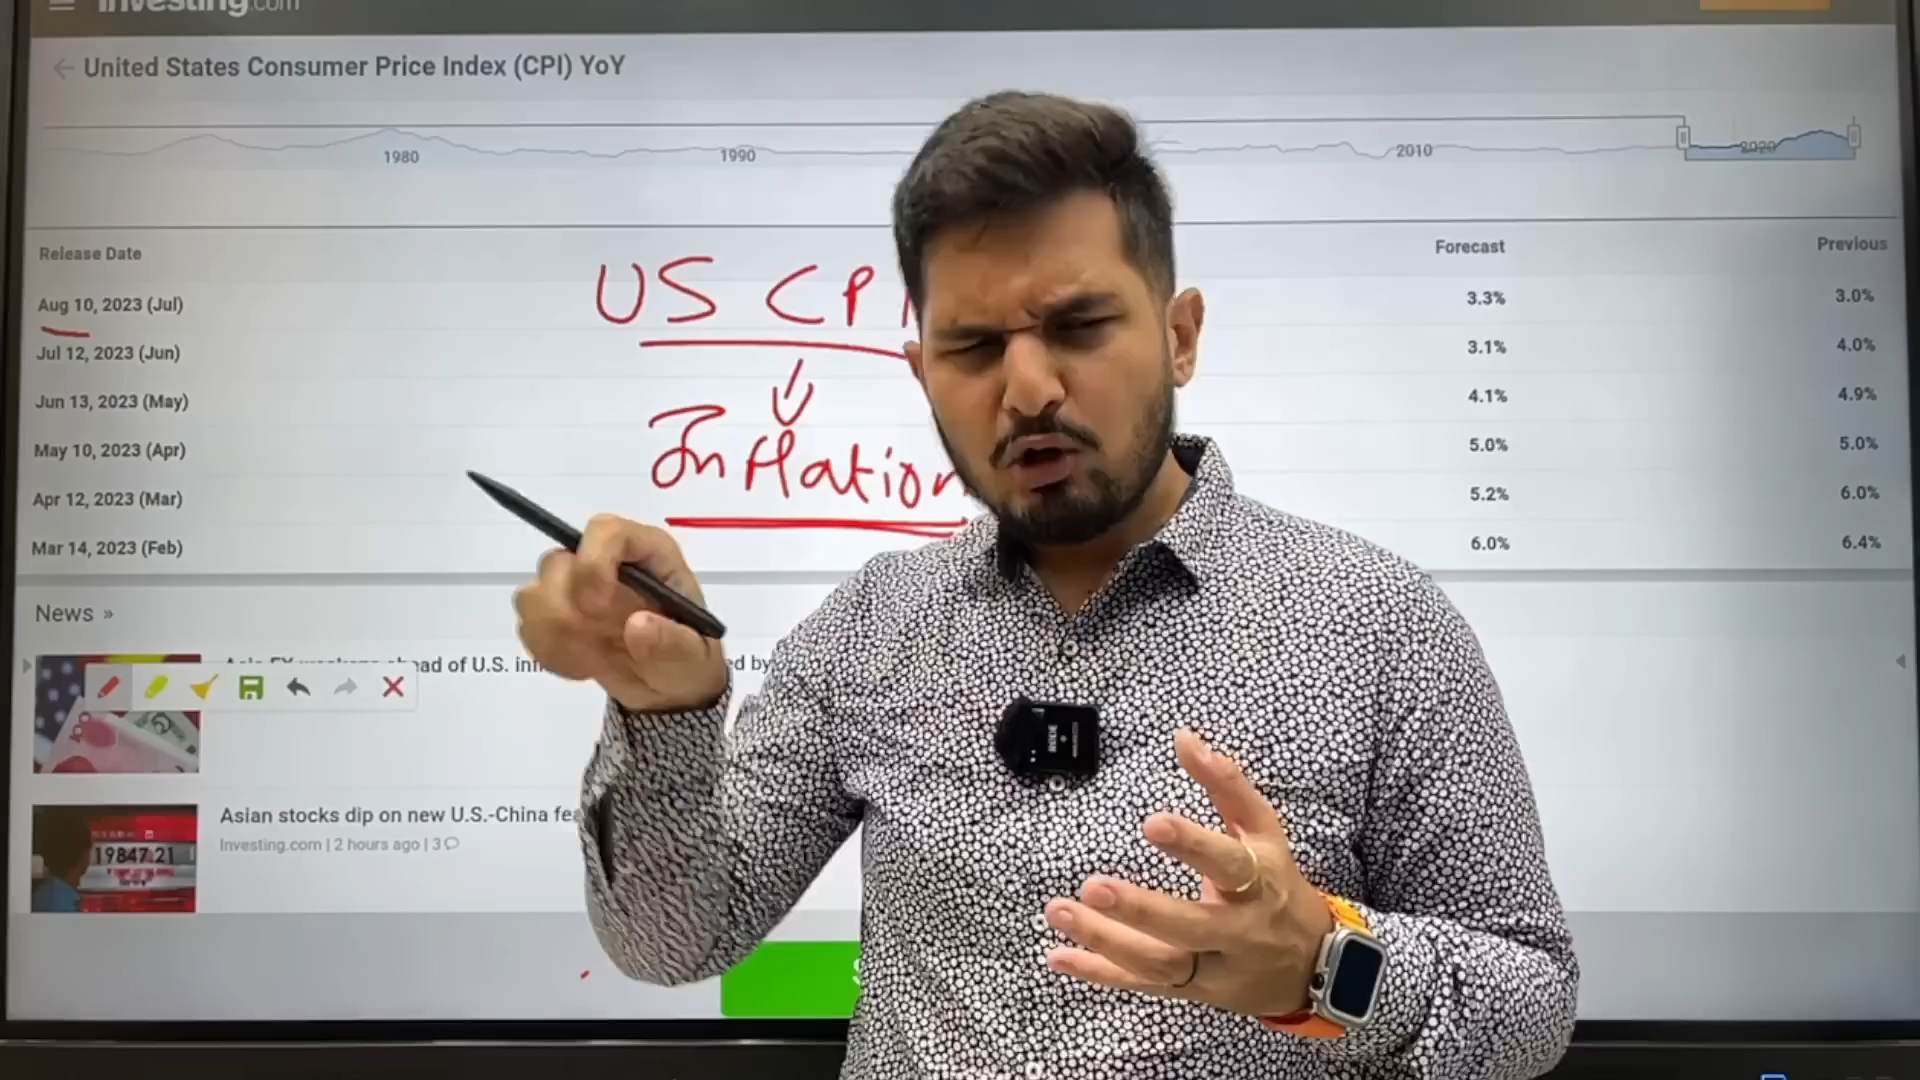 Investing.com
United States Consumer Price Index (CPI) YoY
1980 1990 2010 2020
Release Date Forecast Previous
Aug 10, 2023 (Jul) 3.3% 3.0%
Jul 12, 2023 (Jun) 3.1% 4.0%
Jun 13, 2023 (May) 4.1% 4.9%
May 10, 2023 (Apr) 5.0% 5.0%
Apr 12, 2023 (Mar) 5.2% 6.0%
Mar 14, 2023 (Feb) 6.0% 6.4%
US CPI
Inflation
News »
ahead of U.S.
19847.21
Asian stocks dip on new U.S.-China
Investing.com | 2 hours ago | 3
RODE